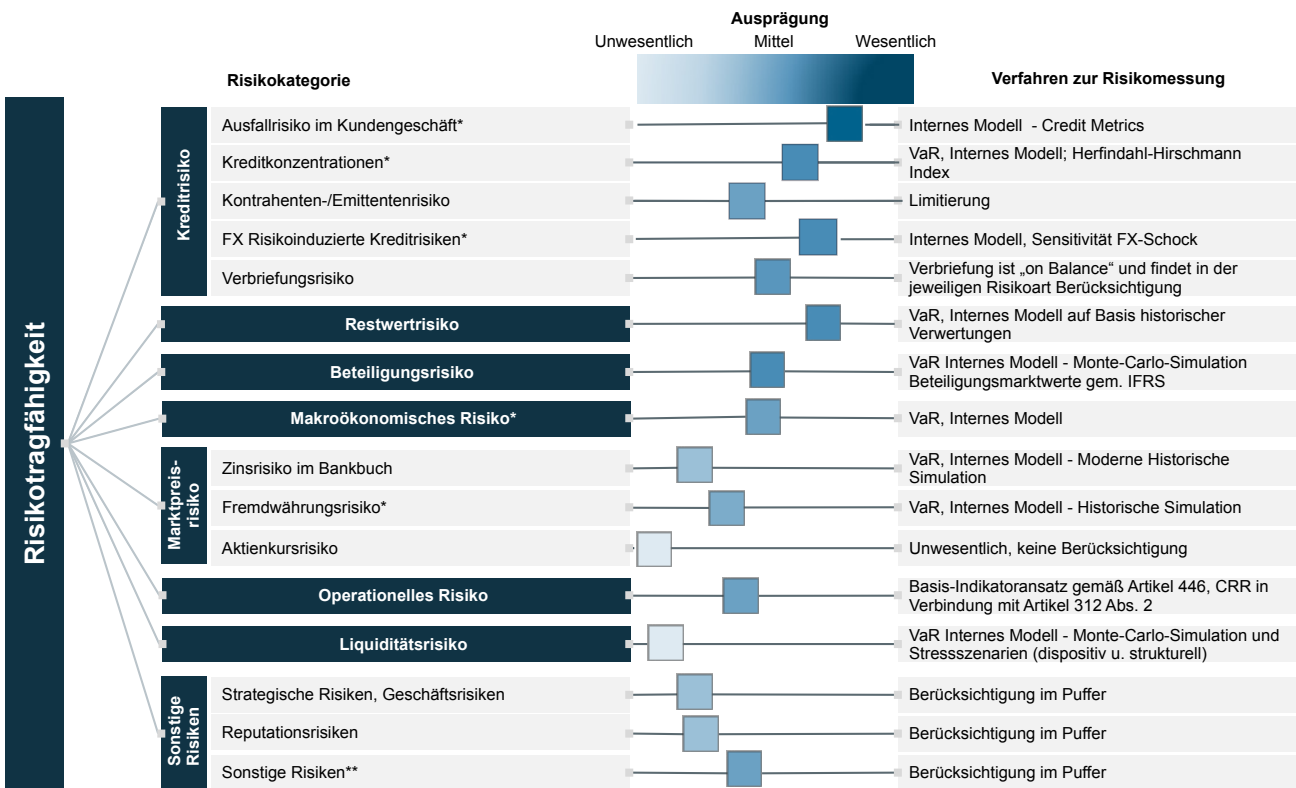 Ausprägung
Unwesentlich Mittel Wesentlich
Risikokategorie
Verfahren zur Risikomessung
Risikotragfähigkeit
Kreditrisiko
Ausfallrisiko im Kundengeschäft*
Internes Modell - Credit Metrics
Kreditkonzentrationen*
VaR, Internes Modell; Herfindahl-Hirschmann
Index
Kontrahenten-/Emittentenrisiko
Limitierung
FX Risikoinduzierte Kreditrisiken*
Internes Modell, Sensitivität FX-Schock
Verbriefungsrisiko
Verbriefung ist „on Balance“ und findet in der
jeweiligen Risikoart Berücksichtigung
Restwertrisiko
VaR, Internes Modell auf Basis historischer
Verwertungen
Beteiligungsrisiko
VaR Internes Modell - Monte-Carlo-Simulation
Beteiligungsmarktwerte gem. IFRS
Makroökonomisches Risiko*
VaR, Internes Modell
Marktpreis-
risiko
Zinsrisiko im Bankbuch
VaR, Internes Modell - Moderne Historische
Simulation
Fremdwährungsrisiko*
VaR, Internes Modell - Historische Simulation
Aktienkursrisiko
Unwesentlich, keine Berücksichtigung
Operationelles Risiko
Basis-Indikatoransatz gemäß Artikel 446, CRR in
Verbindung mit Artikel 312 Abs. 2
Liquiditätsrisiko
VaR Internes Modell - Monte-Carlo-Simulation und
Stressszenarien (dispositiv u. strukturell)
Sonstige
Risiken
Strategische Risiken, Geschäftsrisiken
Berücksichtigung im Puffer
Reputationsrisiken
Berücksichtigung im Puffer
Sonstige Risiken**
Berücksichtigung im Puffer